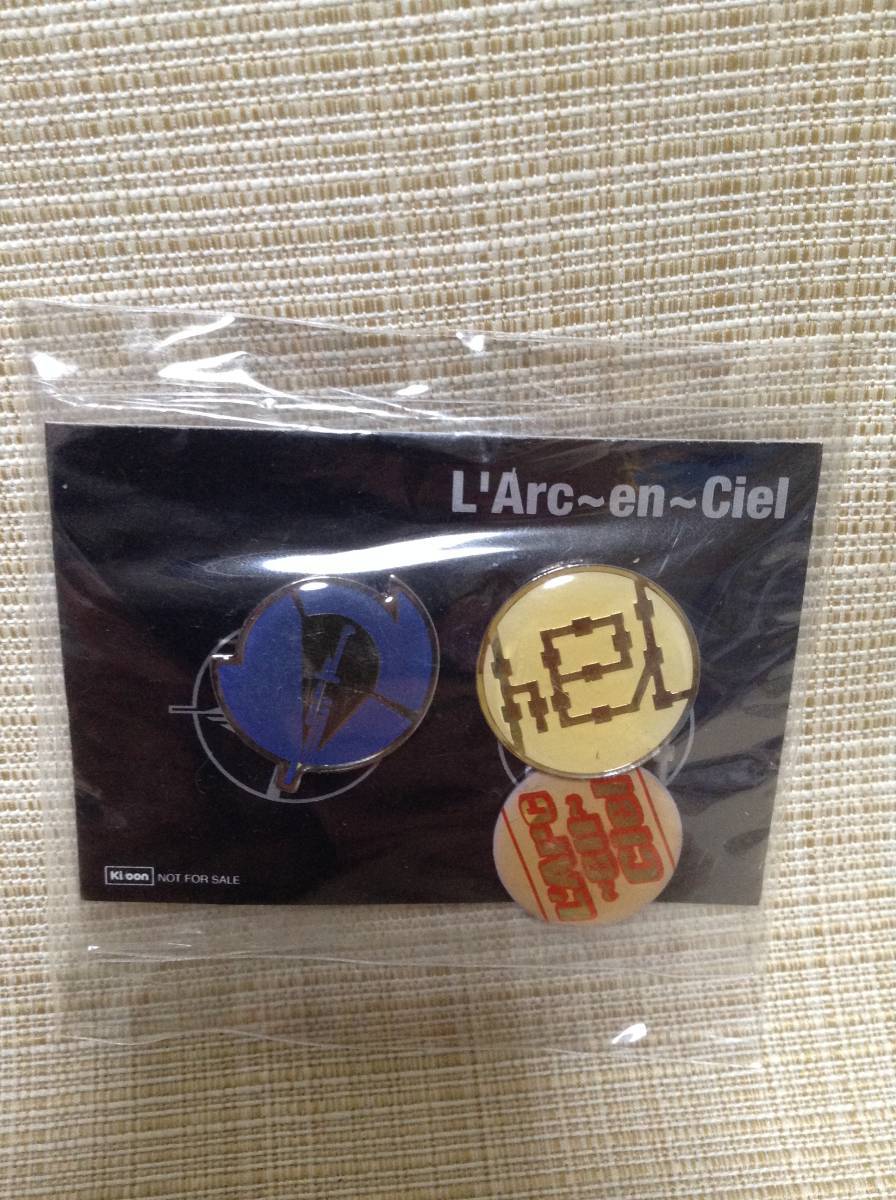 L'Arc~en~Ciel
L'Arc
~en~
Ciel
Ki/oon NOT FOR SALE